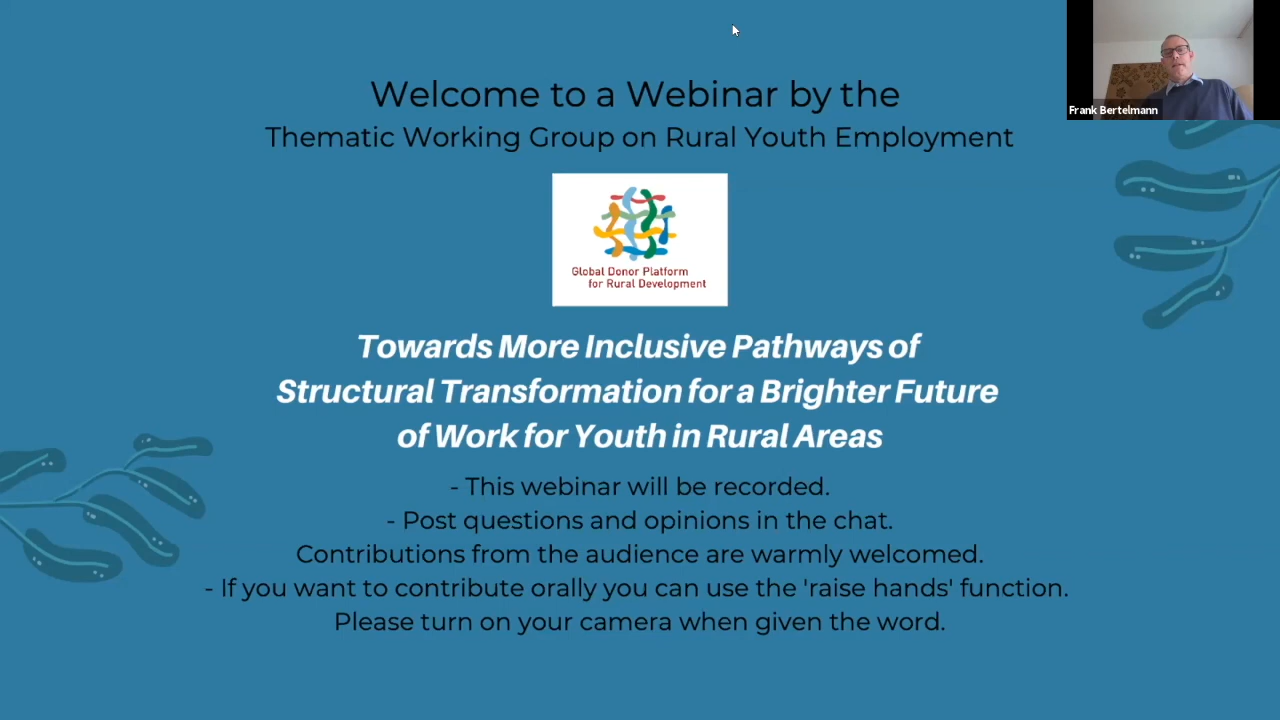 Welcome to a Webinar by the
Thematic Working Group on Rural Youth Employment
Frank Bertelmann
Global Donor Platform
for Rural Development
Towards More Inclusive Pathways of
Structural Transformation for a Brighter Future
of Work for Youth in Rural Areas
- This webinar will be recorded.
- Post questions and opinions in the chat.
Contributions from the audience are warmly welcomed.
- If you want to contribute orally you can use the 'raise hands' function.
Please turn on your camera when given the word.